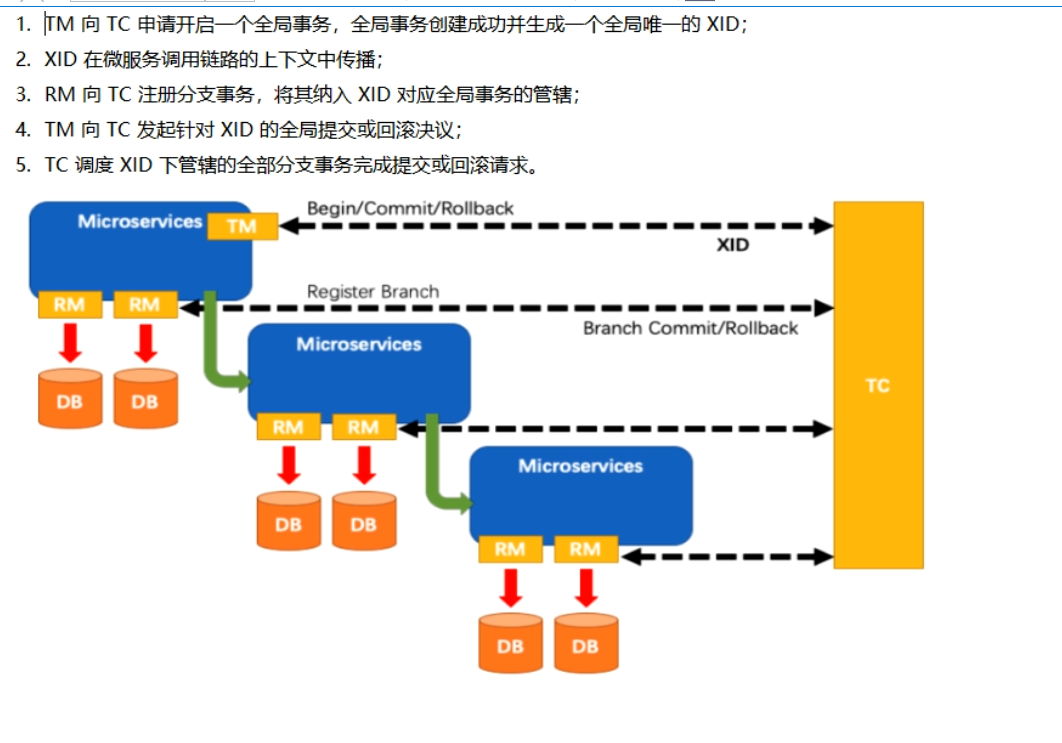 1. TM 向 TC 申请开启一个全局事务，全局事务创建成功并生成一个全局唯一的 XID；
2. XID 在微服务调用链路的上下文中传播；
3. RM 向 TC 注册分支事务，将其纳入 XID 对应全局事务的管辖；
4. TM 向 TC 发起针对 XID 的全局提交或回滚决议；
5. TC 调度 XID 下管辖的全部分支事务完成提交或回滚请求。
Begin/Commit/Rollback
Microservices TM
XID
Register Branch
RM RM
Branch Commit/Rollback
Microservices
TC
DB DB
RM RM
Microservices
DB DB
RM RM
DB DB